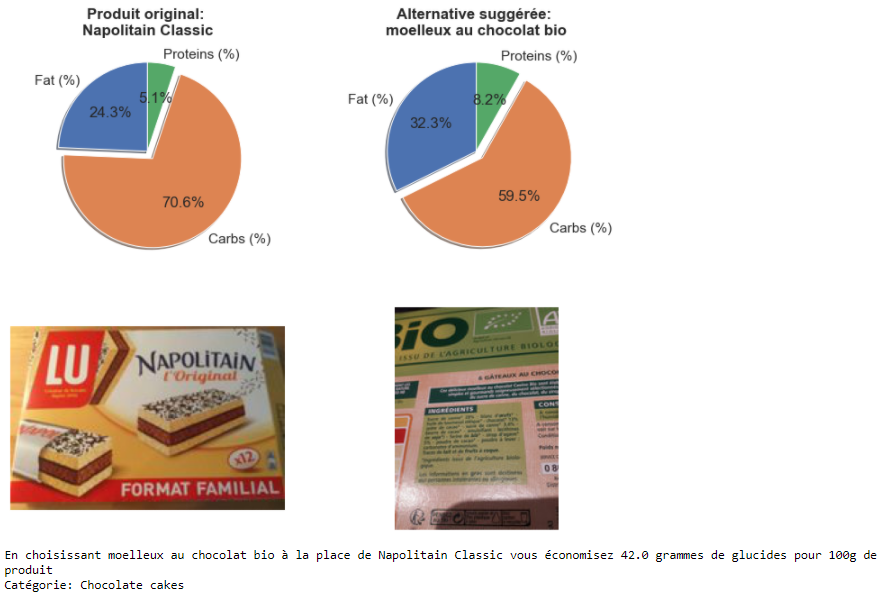 Produit original:
Napolitain Classic
Proteins (%)
Fat (%)
5.1%
24.3%
70.6%
Carbs (%)
Alternative suggérée:
moelleux au chocolat bio
Proteins (%)
Fat (%)
8.2%
32.3%
59.5%
Carbs (%)
LU
NAPOLITAIN
l'Original
x12
FORMAT FAMILIAL
BIO
ISSU DE L'AGRICULTURE BIOLOG
6 GÂTEAUX AU CHOCO
INGRÉDIENTS
CONS
En choisissant moelleux au chocolat bio à la place de Napolitain Classic vous économisez 42.0 grammes de glucides pour 100g de
produit
Catégorie: Chocolate cakes